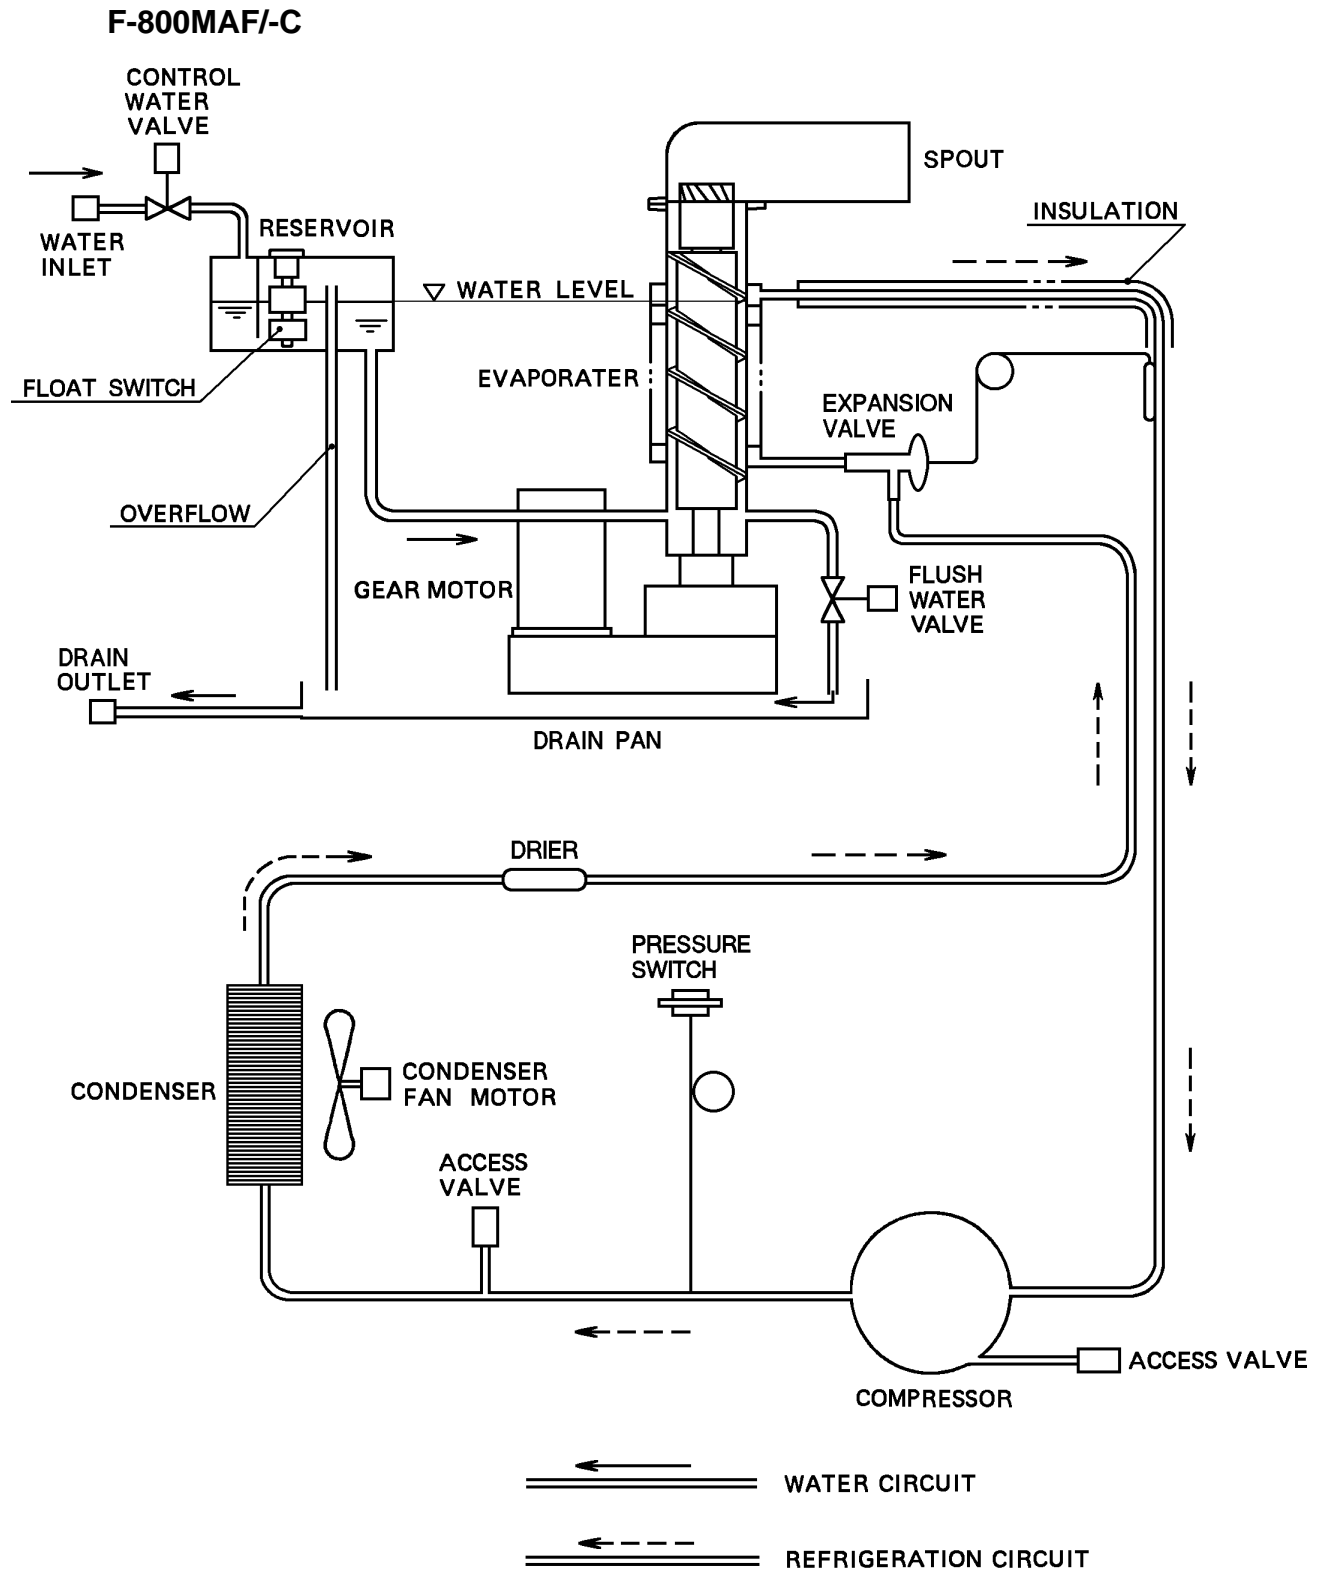 F-800MAF/-C
CONTROL
WATER
VALVE
SPOUT
INSULATION
WATER
INLET
RESERVOIR
WATER LEVEL
FLOAT SWITCH
EVAPORATER
EXPANSION
VALVE
OVERFLOW
GEAR MOTOR
FLUSH
WATER
VALVE
DRAIN
OUTLET
DRAIN PAN
DRIER
PRESSURE
SWITCH
CONDENSER
CONDENSER
FAN MOTOR
ACCESS
VALVE
ACCESS VALVE
COMPRESSOR
WATER CIRCUIT
REFRIGERATION CIRCUIT